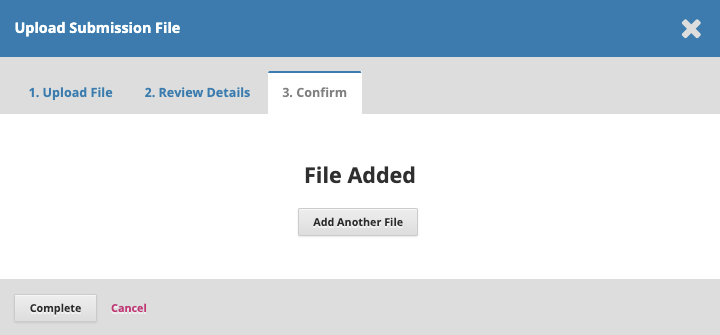 Upload Submission File
1. Upload File 2. Review Details 3. Confirm
File Added
Add Another File
Complete Cancel